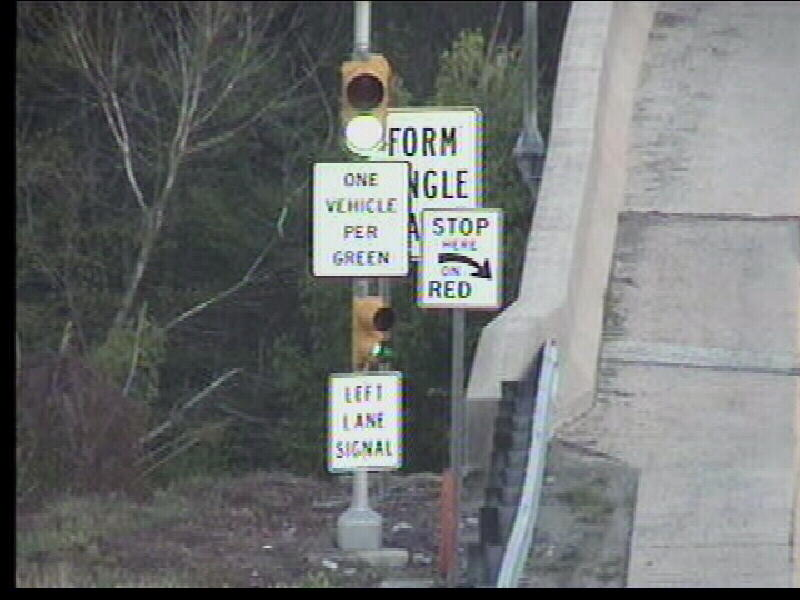 FORM
NGLE
ONE
VEHICLE
PER
GREEN
STOP
HERE
ON
RED
LEFT
LANE
SIGNAL